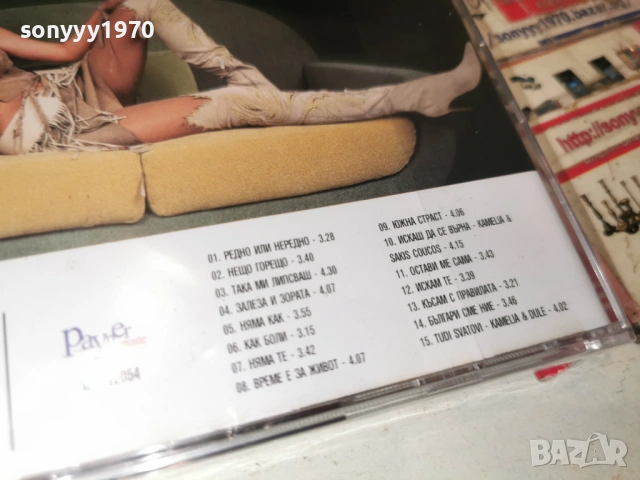 sonyyy1970
sonyyy1970.bazar.bg
http://sony
01. РЕДНО ИЛИ НЕРЕДНО - 3.28
02. НЕЩО ГОРЕЩО - 3.40
03. ТАКА МИ ЛИПСВАШ - 4.30
04. ЗАЛЕЗА И ЗОРАТА - 4.07
05. НЯМА КАК - 3.55
06. КАК БОЛИ - 3.15
07. НЯМА ТЕ - 3.42
08. ВРЕМЕ Е ЗА ЖИВОТ - 4.07
09. ЮЖНА СТРАСТ - 4.06
10. ИСКАШ ДА СЕ ВЪРНА - KAMELIA &
SAKIS COUCOS - 4.15
11. ОСТАВИ МЕ САМА - 3.43
12. ИСКАМ ТЕ - 3.39
13. КЪСАМ С ПРАВИЛАТА - 3.21
14. БЪЛГАРИ СМЕ НИЕ - 3.46
15. TUDI SVATOVI - KAMELIA & DULE - 4.02
Payner
BAZAR